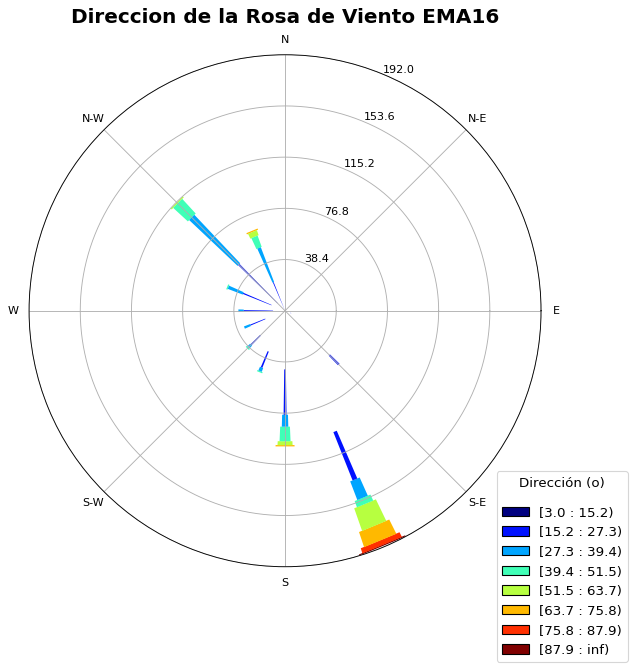 Direccion de la Rosa de Viento EMA16
N
192.0
N-W
153.6
N-E
115.2
76.8
38.4
W
E
S-W
S-E
S
Dirección (o)
[3.0 : 15.2)
[15.2 : 27.3)
[27.3 : 39.4)
[39.4 : 51.5)
[51.5 : 63.7)
[63.7 : 75.8)
[75.8 : 87.9)
[87.9 : inf)